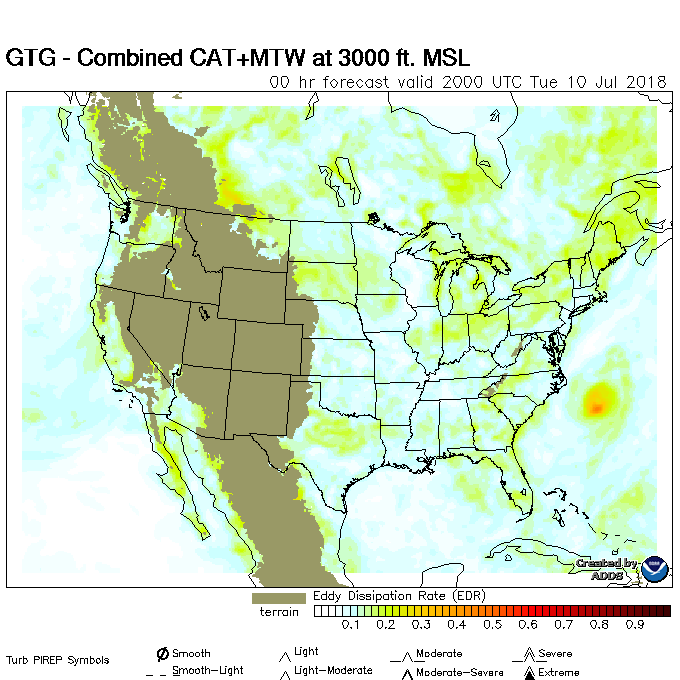 GTG - Combined CAT+MTW at 3000 ft. MSL
00 hr forecast valid 2000 UTC Tue 10 Jul 2018
Created by
ADDS
terrain
Eddy Dissipation Rate (EDR)
0.1 0.2 0.3 0.4 0.5 0.6 0.7 0.8 0.9
Turb PIREP Symbols
Smooth Light Moderate Severe
Smooth-Light Light-Moderate Moderate-Severe Extreme